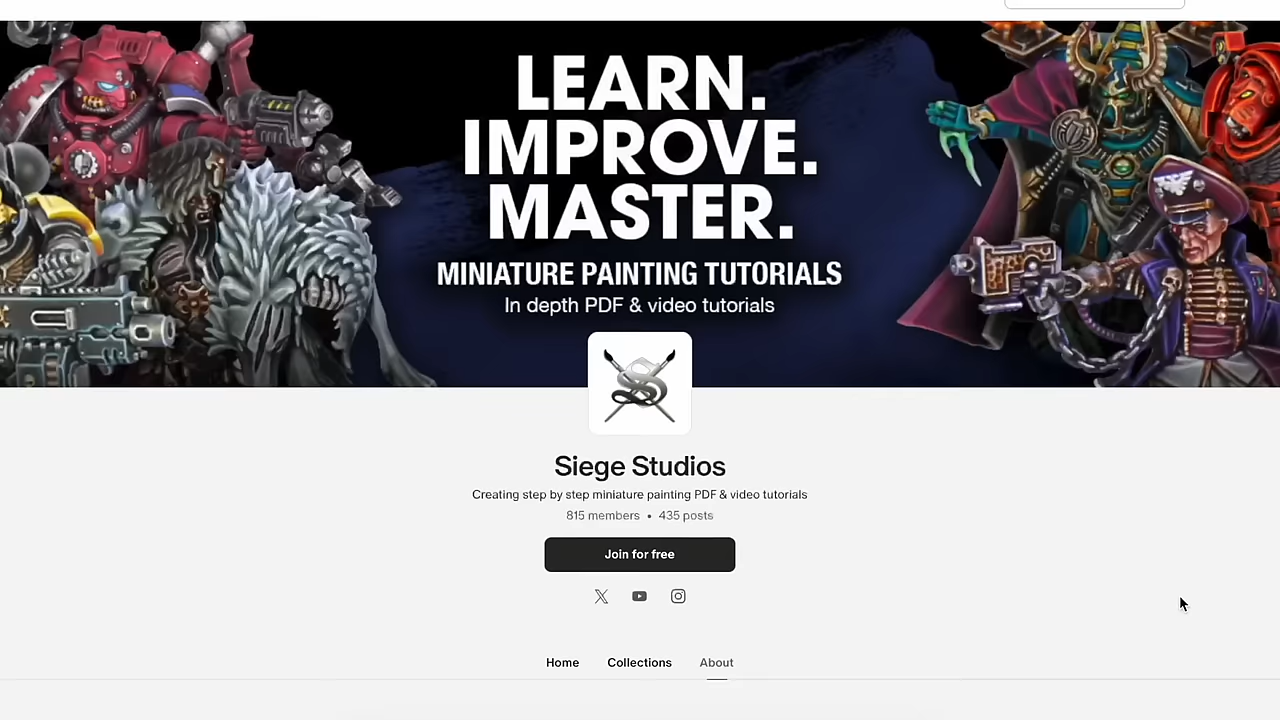 LEARN.
IMPROVE.
MASTER.
MINIATURE PAINTING TUTORIALS
In depth PDF & video tutorials
Siege Studios
Creating step by step miniature painting PDF & video tutorials
815 members • 435 posts
Join for free
Home Collections About